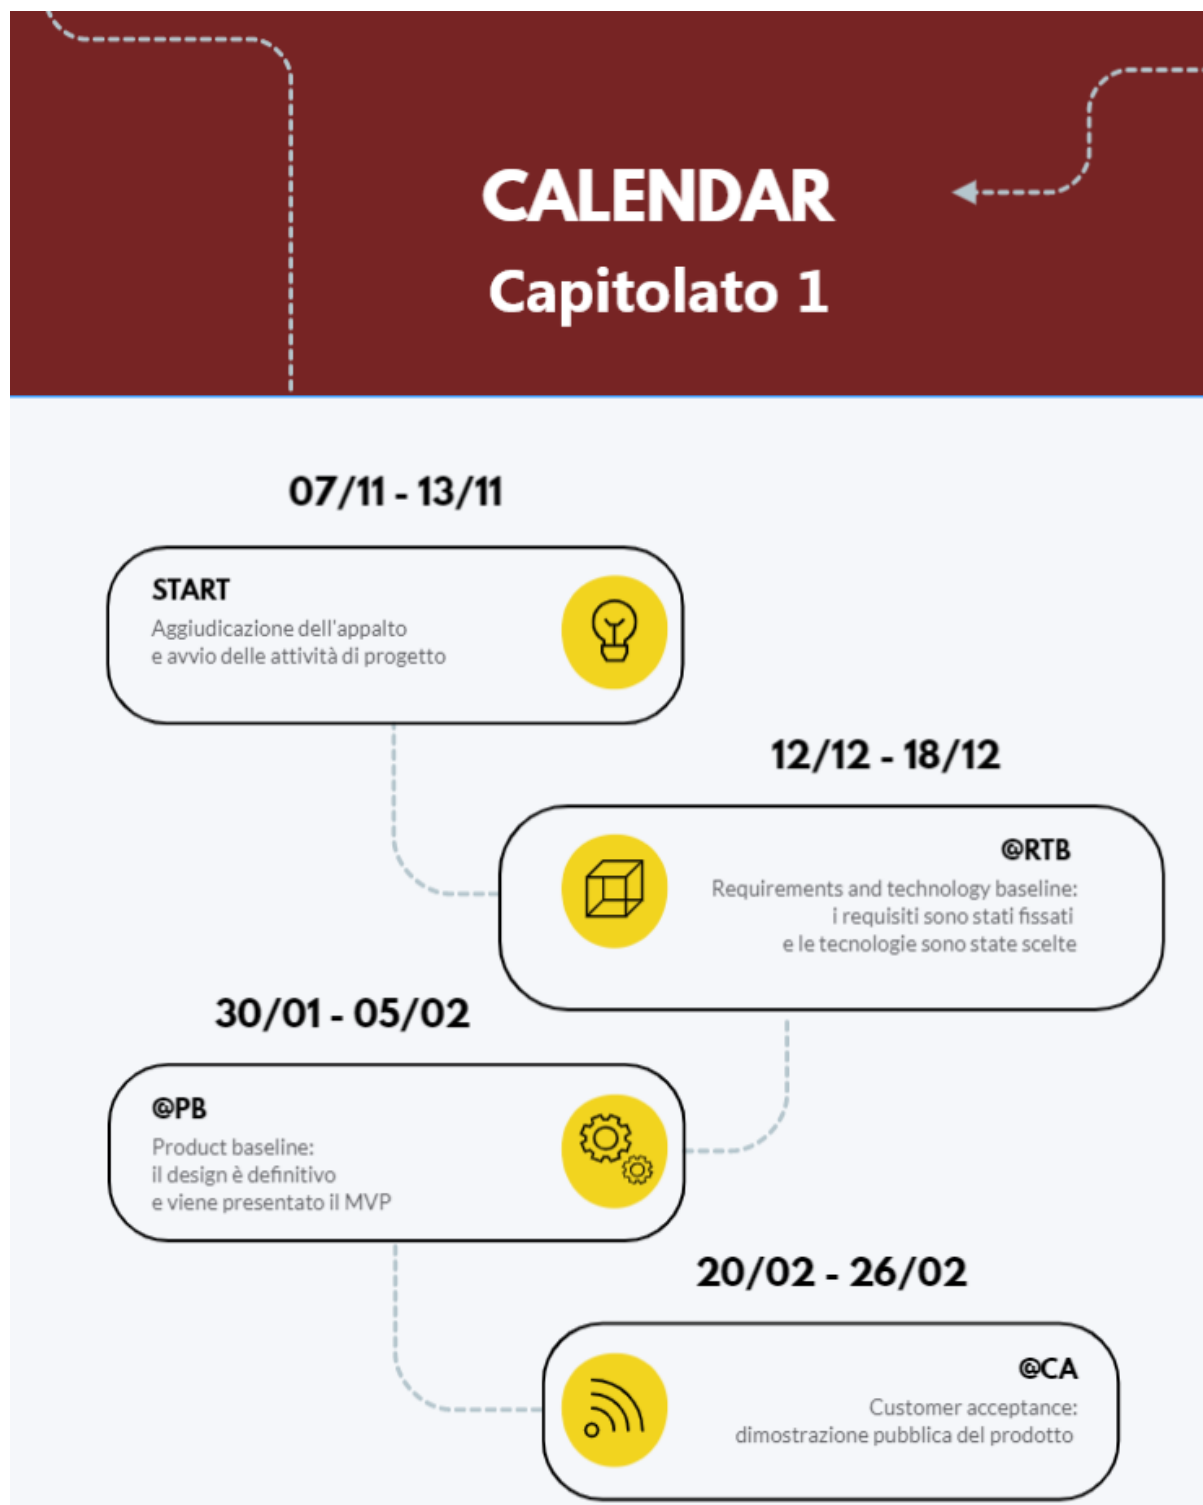 CALENDAR
Capitolato 1
07/11 - 13/11
START
Aggiudicazione dell'appalto
e avvio delle attività di progetto
12/12 - 18/12
@RTB
Requirements and technology baseline:
i requisiti sono stati fissati
e le tecnologie sono state scelte
30/01 - 05/02
@PB
Product baseline:
il design è definitivo
e viene presentato il MVP
20/02 - 26/02
@CA
Customer acceptance:
dimostrazione pubblica del prodotto